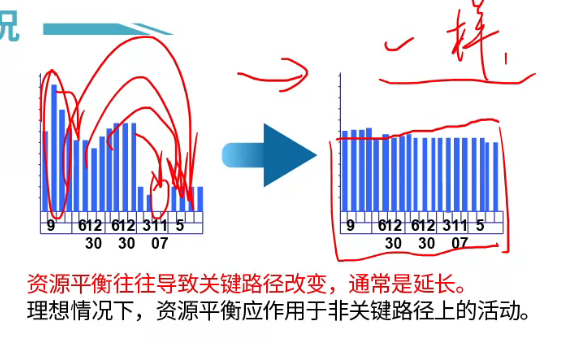 况
一样
9 612 612 311 5
30 30 07
9 612 612 311 5
30 30 07
资源平衡往往导致关键路径改变，通常是延长。
理想情况下，资源平衡应作用于非关键路径上的活动。